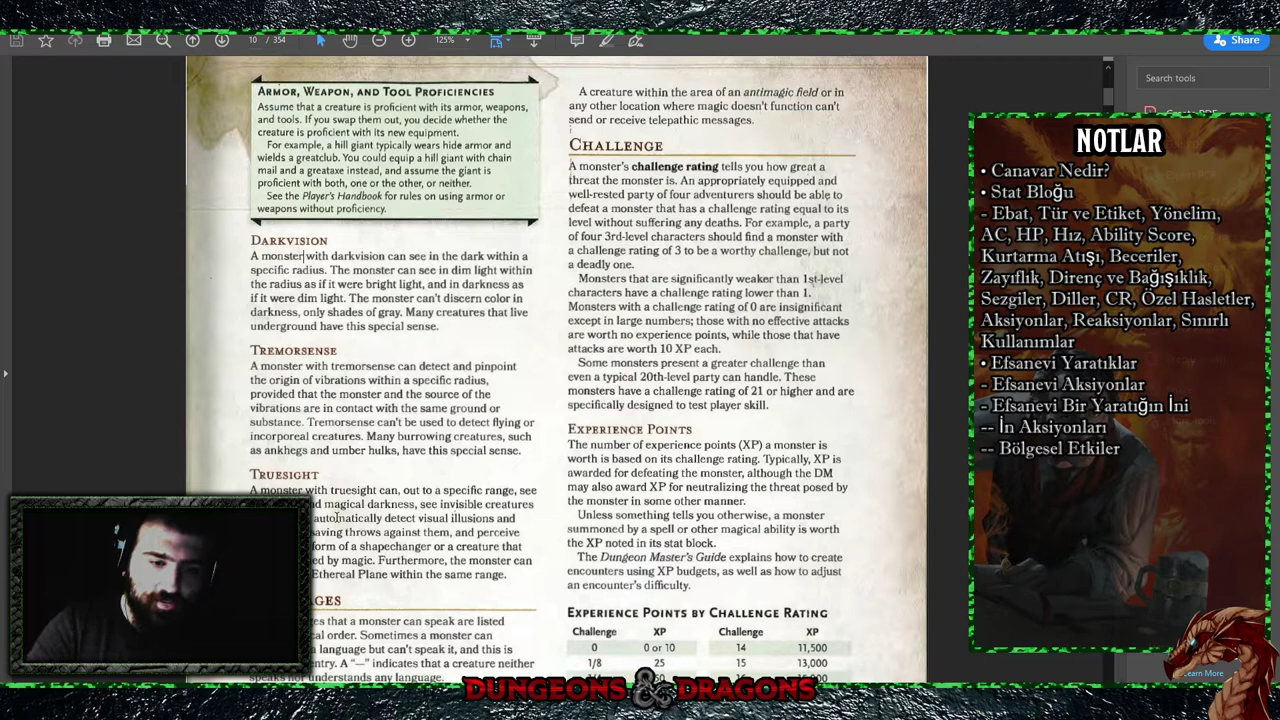 10 / 354
125%
Share
Search tools
ARMOR, WEAPON, AND TOOL PROFICIENCIES
Assume that a creature is proficient with its armor, weapons,
and tools. If you swap them out, you decide whether the
creature is proficient with its new equipment.
For example, a hill giant typically wears hide armor and
wields a greatclub. You could equip a hill giant with chain
mail and a greataxe instead, and assume the giant is
proficient with both, one or the other, or neither.
See the Player's Handbook for rules on using armor or
weapons without proficiency.
DARKVISION
A monster with darkvision can see in the dark within a
specific radius. The monster can see in dim light within
the radius as if it were bright light, and in darkness as
if it were dim light. The monster can't discern color in
darkness, only shades of gray. Many creatures that live
underground have this special sense.
TREMORSENSE
A monster with tremorsense can detect and pinpoint
the origin of vibrations within a specific radius,
provided that the monster and the source of the
vibrations are in contact with the same ground or
substance. Tremorsense can't be used to detect flying or
incorporeal creatures. Many burrowing creatures, such
as ankhegs and umber hulks, have this special sense.
TRUESIGHT
A monster with truesight can, out to a specific range, see
magical darkness, see invisible creatures
automatically detect visual illusions and
saving throws against them, and perceive
form of a shapechanger or a creature that
by magic. Furthermore, the monster can
Ethereal Plane within the same range.
that a monster can speak are listed
order. Sometimes a monster can
language but can't speak it, and this is
entry. A "—" indicates that a creature neither
speaks nor understands any language.
A creature within the area of an antimagic field or in
any other location where magic doesn't function can't
send or receive telepathic messages.
CHALLENGE
A monster's challenge rating tells you how great a
threat the monster is. An appropriately equipped and
well-rested party of four adventurers should be able to
defeat a monster that has a challenge rating equal to its
level without suffering any deaths. For example, a party
of four 3rd-level characters should find a monster with
a challenge rating of 3 to be a worthy challenge, but not
a deadly one.
Monsters that are significantly weaker than 1st-level
characters have a challenge rating lower than 1.
Monsters with a challenge rating of 0 are insignificant
except in large numbers; those with no effective attacks
are worth no experience points, while those that have
attacks are worth 10 XP each.
Some monsters present a greater challenge than
even a typical 20th-level party can handle. These
monsters have a challenge rating of 21 or higher and are
specifically designed to test player skill.
EXPERIENCE POINTS
The number of experience points (XP) a monster is
worth is based on its challenge rating. Typically, XP is
awarded for defeating the monster, although the DM
may also award XP for neutralizing the threat posed by
the monster in some other manner.
Unless something tells you otherwise, a monster
summoned by a spell or other magical ability is worth
the XP noted in its stat block.
The Dungeon Master's Guide explains how to create
encounters using XP budgets, as well as how to adjust
an encounter's difficulty.
EXPERIENCE POINTS BY CHALLENGE RATING
Challenge XP Challenge XP
0 0 or 10 14 11,500
1/8 25 15 13,000
NOTLAR
• Canavar Nedir?
• Stat Bloğu
- Ebat, Tür ve Etiket, Yönelim,
AC, HP, Hız, Ability Score,
Kurtarma Atışı, Beceriler,
Zayıflık, Direnç ve Bağışıklık,
Sezgiler, Diller, CR, Özel Hasletler,
Aksiyonlar, Reaksiyonlar, Sınırlı
Kullanımlar
• Efsanevi Yaratıklar
- Efsanevi Aksiyonlar
- Efsanevi Bir Yaratığın İni
-- İn Aksiyonları
-- Bölgesel Etkiler
Learn More
DUNGEONS & DRAGONS